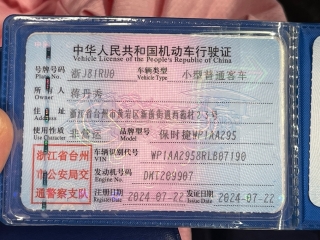 中华人民共和国机动车行驶证
Vehicle License of the People's Republic of China
号牌号码 Plate No. 浙J81RU0 车辆类型 Vehicle Type 小型普通客车
所有人 Owner 蒋丹秀
住址 Address 浙江省台州市黄岩区新前街道
使用性质 Use Character 非营运 品牌型号 Model 保时捷WP1AA295
浙江省台州市公安局交通警察支队
车辆识别代号 VIN WP1AA2958RLB07190
发动机号码 Engine No. DMT209907
注册日期 Register Date 2024-07-22 发证日期 Issue Date 2024-07-22